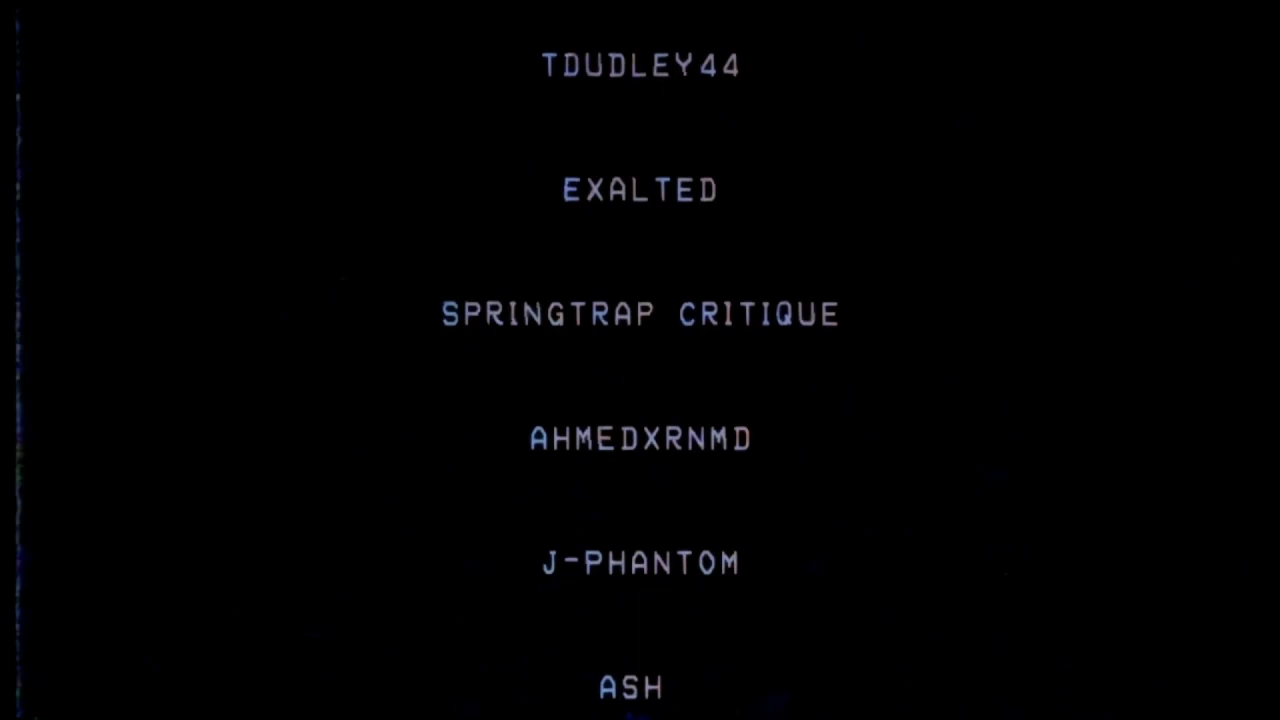 TDUDLEY44
EXALTED
SPRINGTRAP CRITIQUE
AHMEDXRNMD
J-PHANTOM
ASH